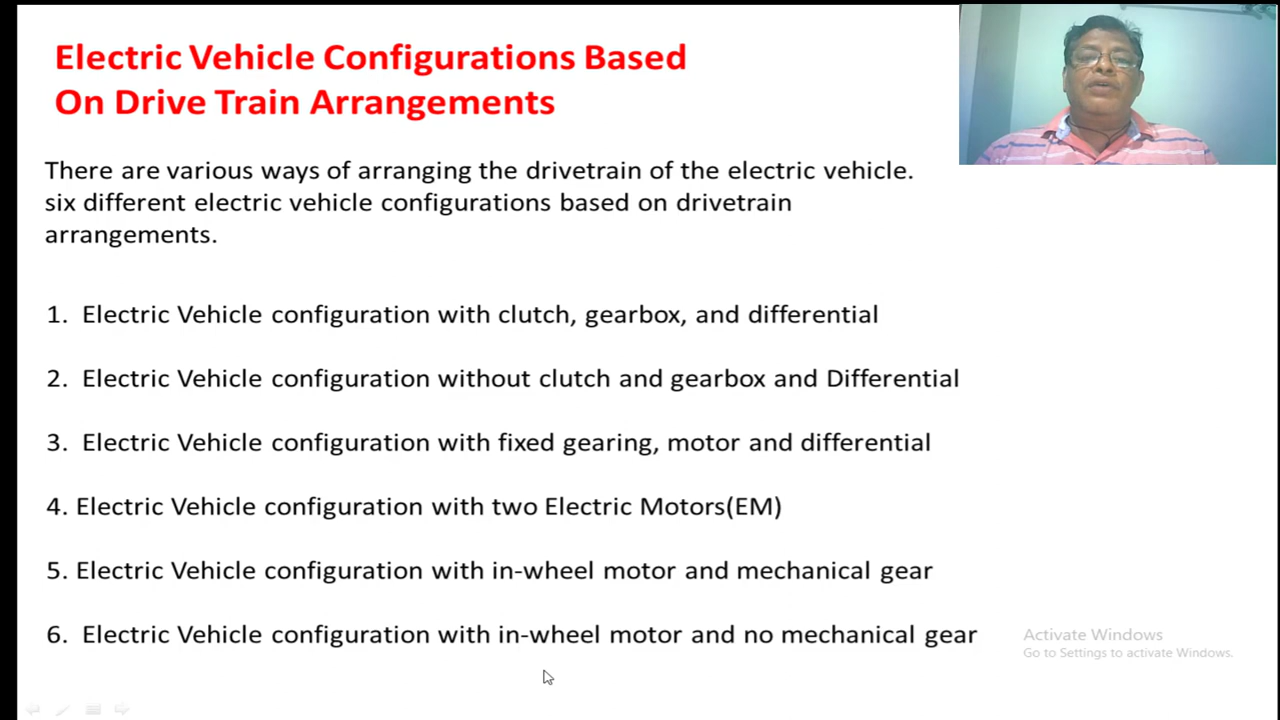 Electric Vehicle Configurations Based
On Drive Train Arrangements
There are various ways of arranging the drivetrain of the electric vehicle.
six different electric vehicle configurations based on drivetrain
arrangements.
1. Electric Vehicle configuration with clutch, gearbox, and differential
2. Electric Vehicle configuration without clutch and gearbox and Differential
3. Electric Vehicle configuration with fixed gearing, motor and differential
4. Electric Vehicle configuration with two Electric Motors(EM)
5. Electric Vehicle configuration with in-wheel motor and mechanical gear
6. Electric Vehicle configuration with in-wheel motor and no mechanical gear
Activate Windows
Go to Settings to activate Windows.